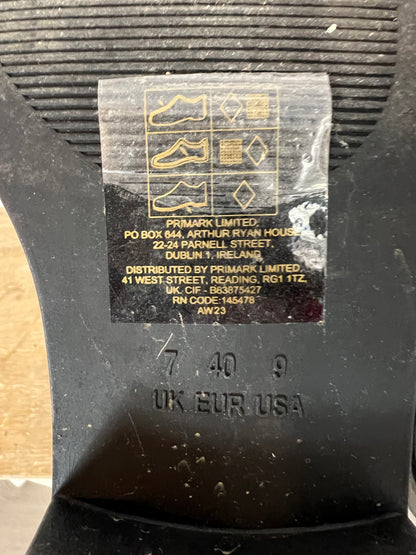 PRIMARK LIMITED,
PO BOX 644, ARTHUR RYAN HOUSE
22-24 PARNELL STREET,
DUBLIN 1, IRELAND
DISTRIBUTED BY PRIMARK LIMITED,
41 WEST STREET, READING, RG1 1TZ,
UK. CIF - B83875427
RN CODE:145478
AW23
7 40 9
UK EUR USA